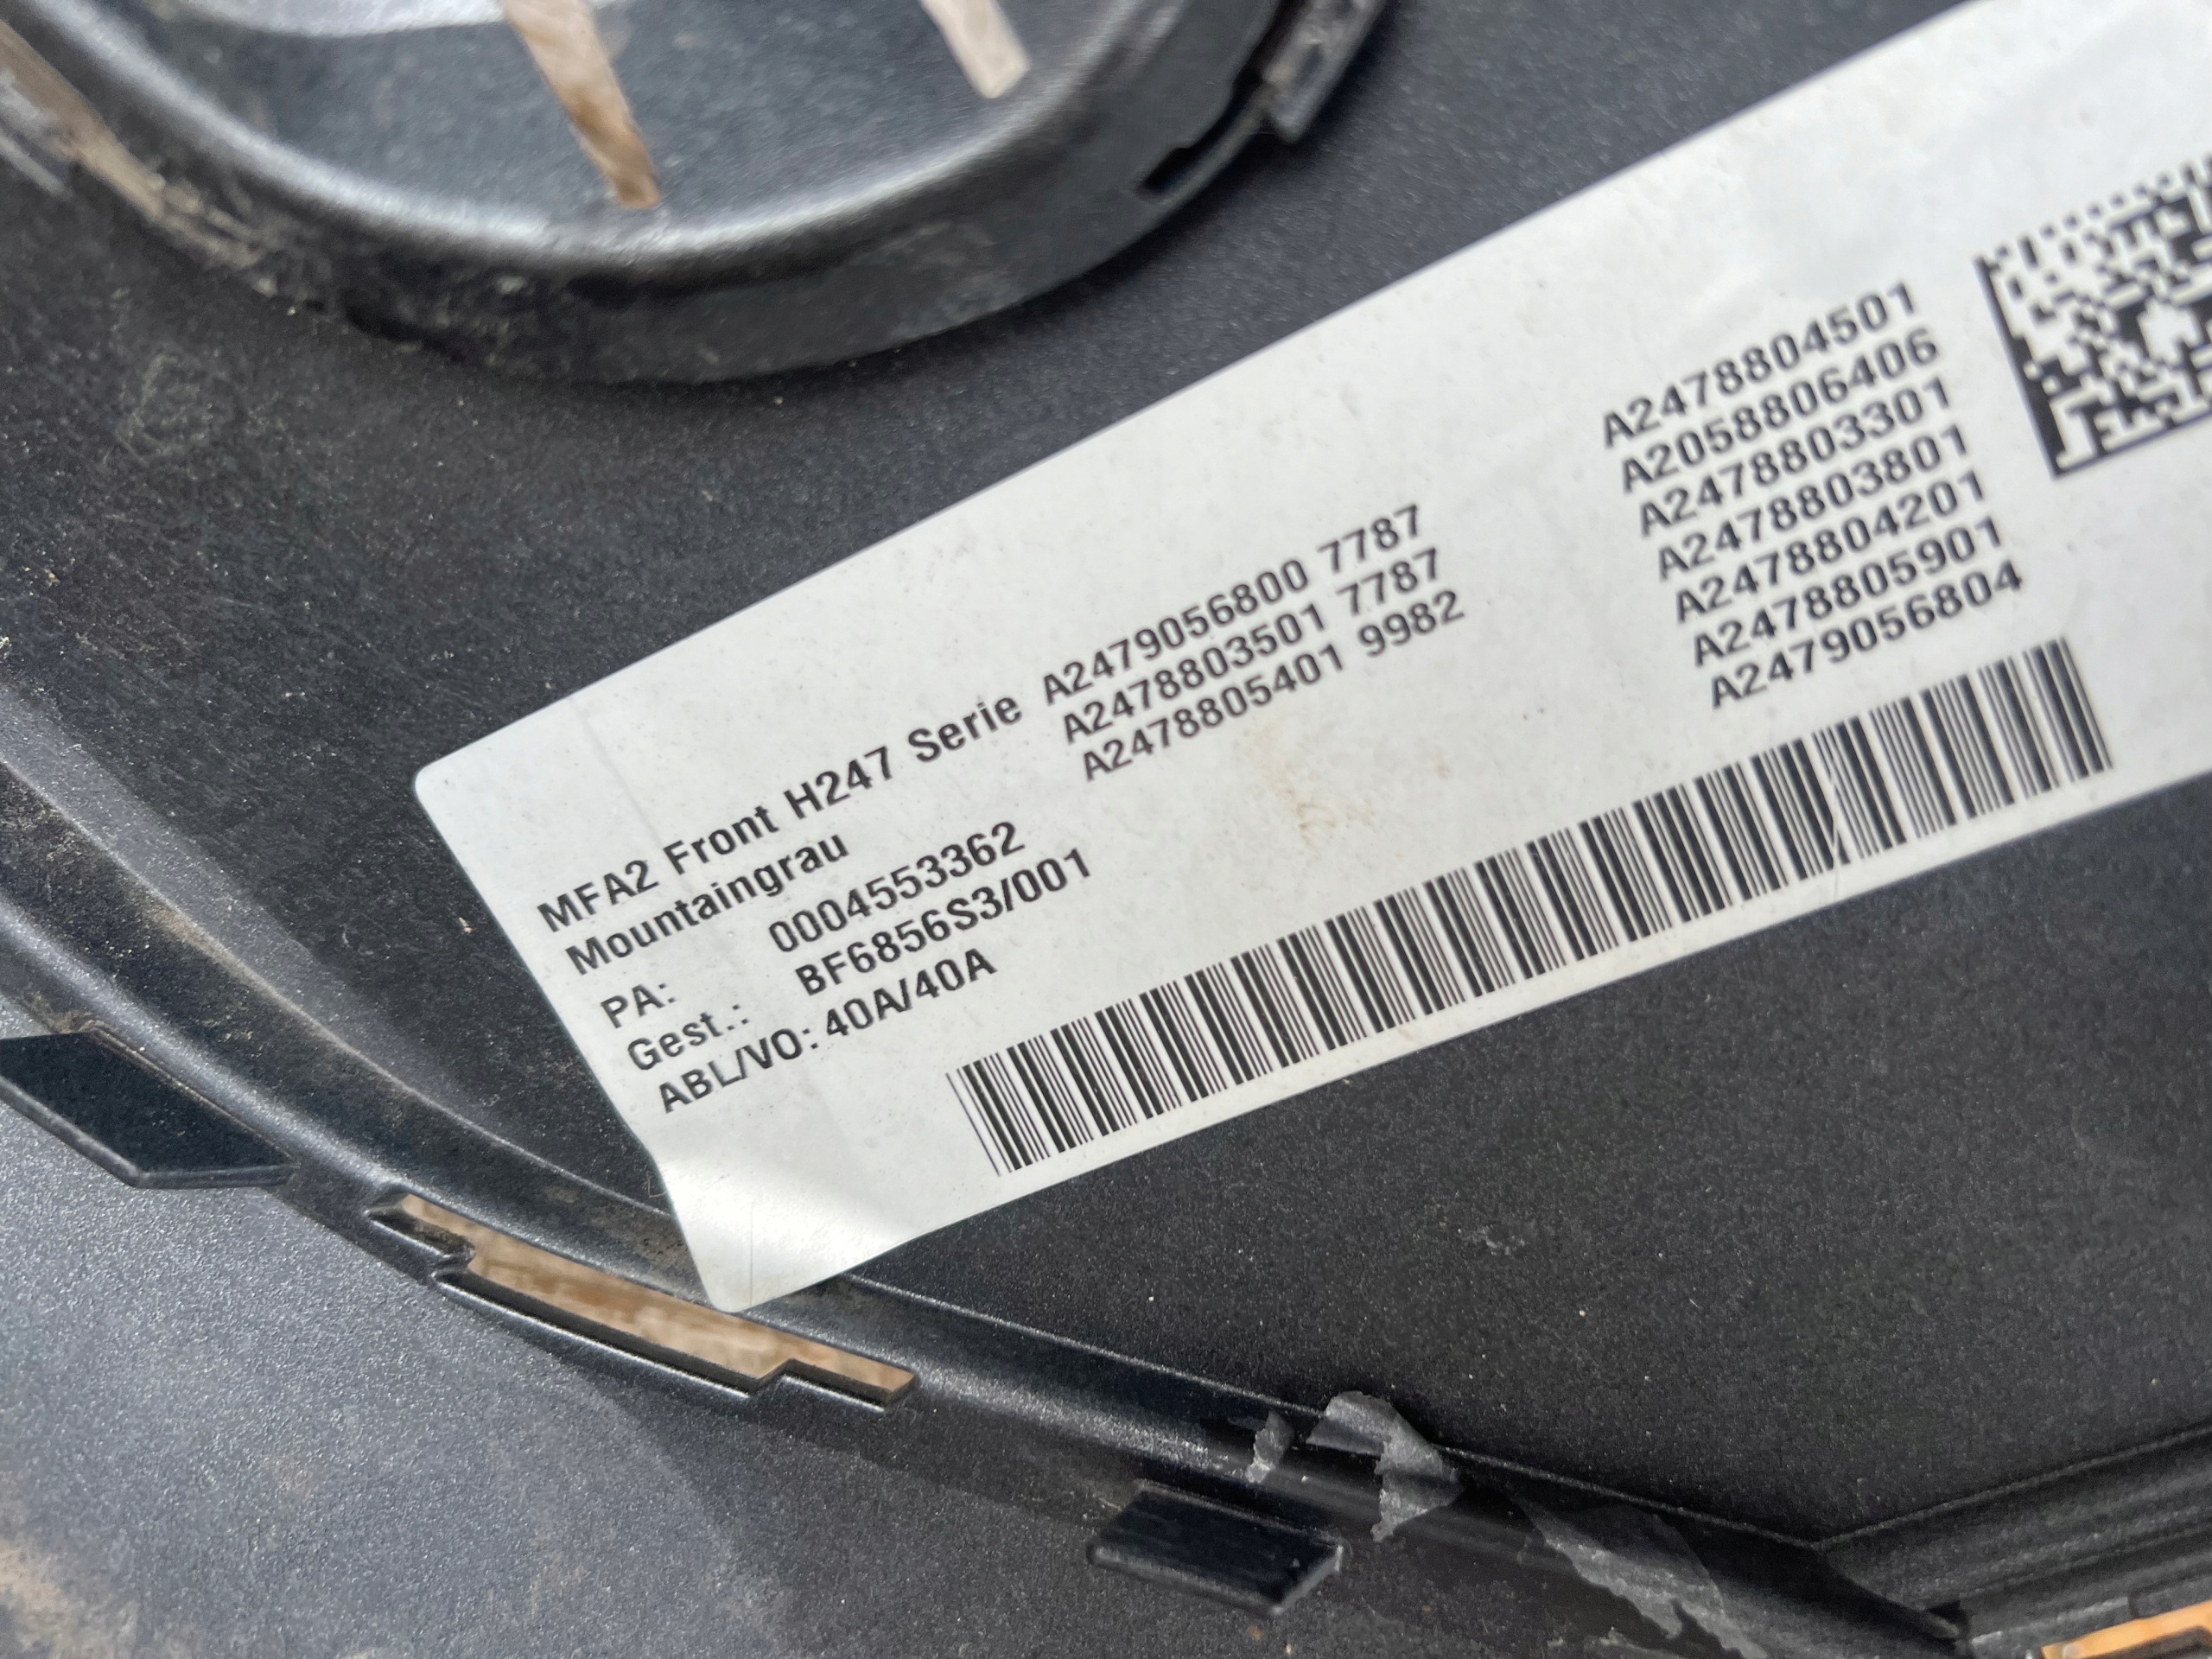 MFA2 Front H247 Serie A2479056800 7787
Mountaingrau A2478803501 7787
A2478805401 9982
PA: 0004553362
Gest.: BF6856S3/001
ABL/VO: 40A/40A
A2478804501
A2058806406
A2478803301
A2478803801
A2478804201
A2478805901
A2479056804